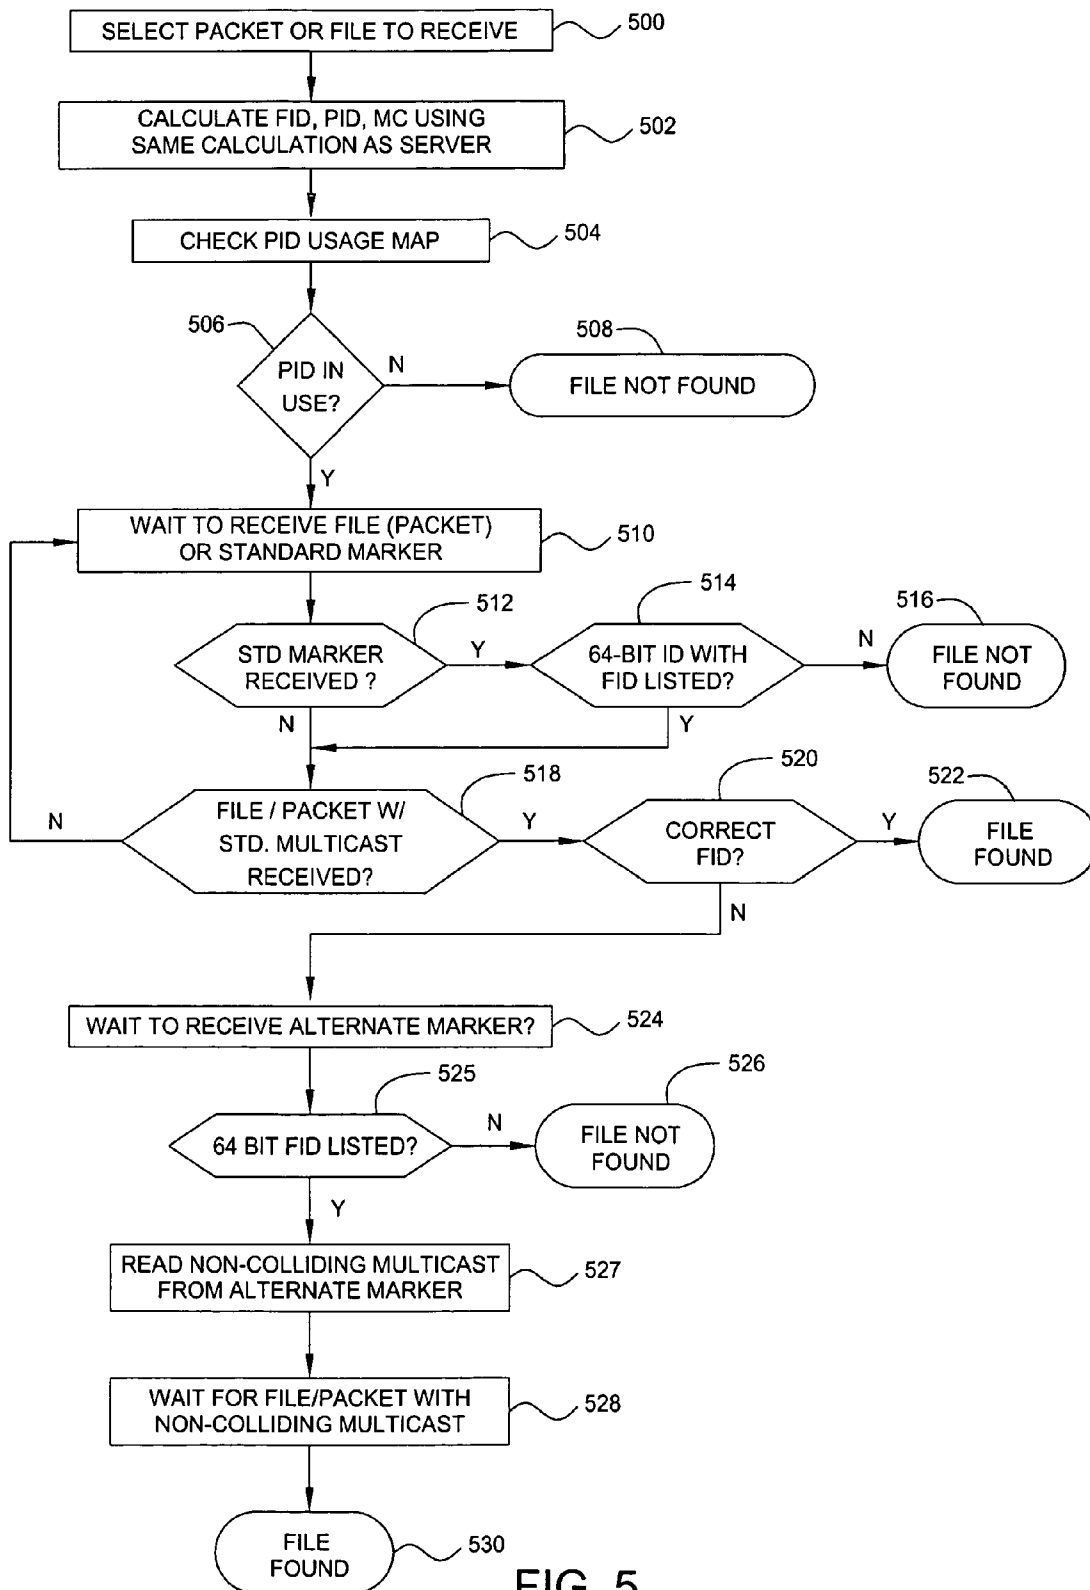 SELECT PACKET OR FILE TO RECEIVE
500
CALCULATE FID, PID, MC USING
SAME CALCULATION AS SERVER
502
CHECK PID USAGE MAP
504
506
PID IN
USE?
N
508
FILE NOT FOUND
Y
WAIT TO RECEIVE FILE (PACKET)
OR STANDARD MARKER
510
512
STD MARKER
RECEIVED ?
Y
514
64-BIT ID WITH
FID LISTED?
N
516
FILE NOT
FOUND
N
Y
518
FILE / PACKET W/
STD. MULTICAST
RECEIVED?
N
Y
520
CORRECT
FID?
Y
522
FILE
FOUND
N
WAIT TO RECEIVE ALTERNATE MARKER?
524
525
64 BIT FID LISTED?
N
526
FILE NOT
FOUND
Y
READ NON-COLLIDING MULTICAST
FROM ALTERNATE MARKER
527
WAIT FOR FILE/PACKET WITH
NON-COLLIDING MULTICAST
528
FILE
FOUND
530
FIG. 5